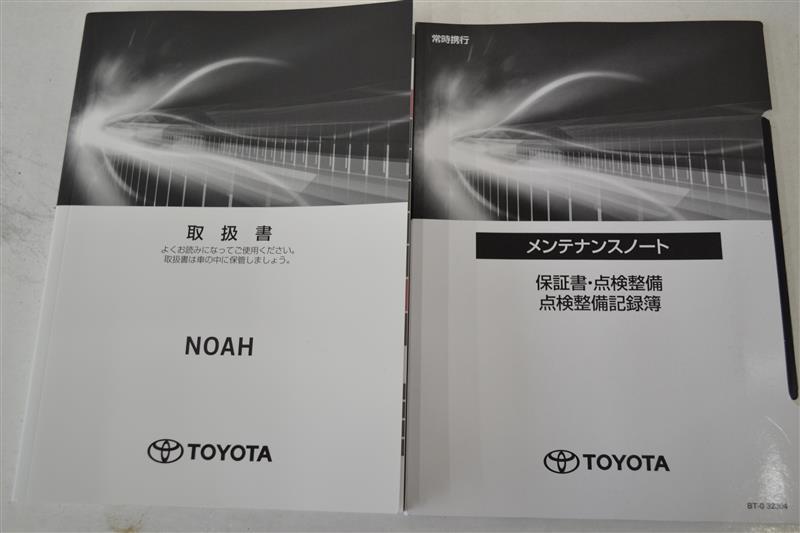 取扱書
よくお読みになってご使用ください。
取扱書は車の中に保管しましょう。
NOAH
TOYOTA
常時携行
メンテナンスノート
保証書・点検整備
点検整備記録簿
TOYOTA
BT-0 32304